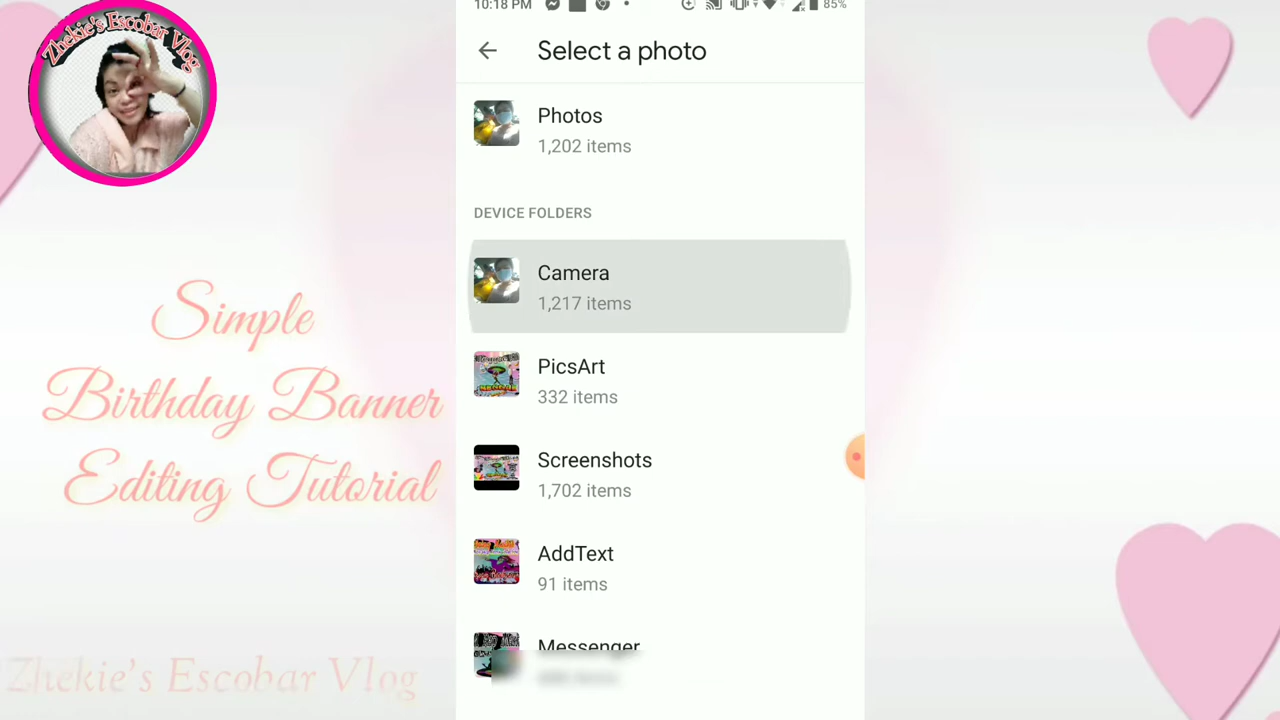 Zhekie's Escobar Vlog
10:18 PM
85%
Select a photo
Photos
1,202 items
DEVICE FOLDERS
Camera
1,217 items
PicsArt
332 items
Screenshots
1,702 items
AddText
91 items
Messenger
Simple
Birthday Banner
Editing Tutorial
Zhekie's Escobar Vlog